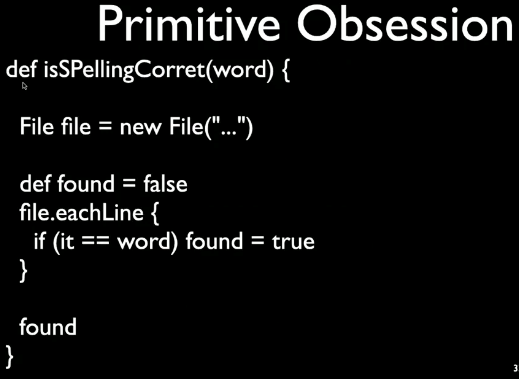 Primitive Obsession
def isSPellingCorret(word) {
File file = new File("...")
def found = false
file.eachLine {
if (it == word) found = true
}
found
}
3